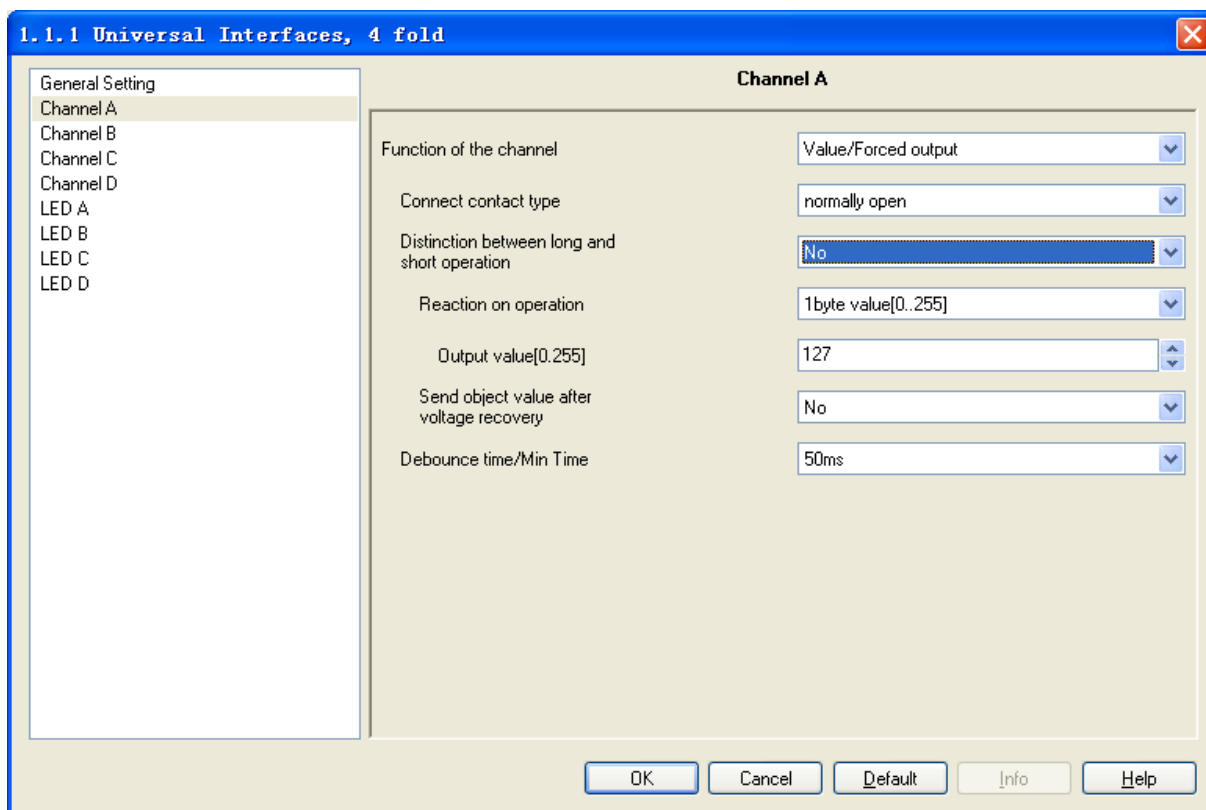 1.1.1 Universal Interfaces, 4 fold
General Setting
Channel A
Channel B
Channel C
Channel D
LED A
LED B
LED C
LED D
Channel A
Function of the channel
Value/Forced output
Connect contact type
normally open
Distinction between long and
short operation
No
Reaction on operation
1byte value[0..255]
Output value[0.255]
127
Send object value after
voltage recovery
No
Debounce time/Min Time
50ms
OK
Cancel
Default
Info
Help